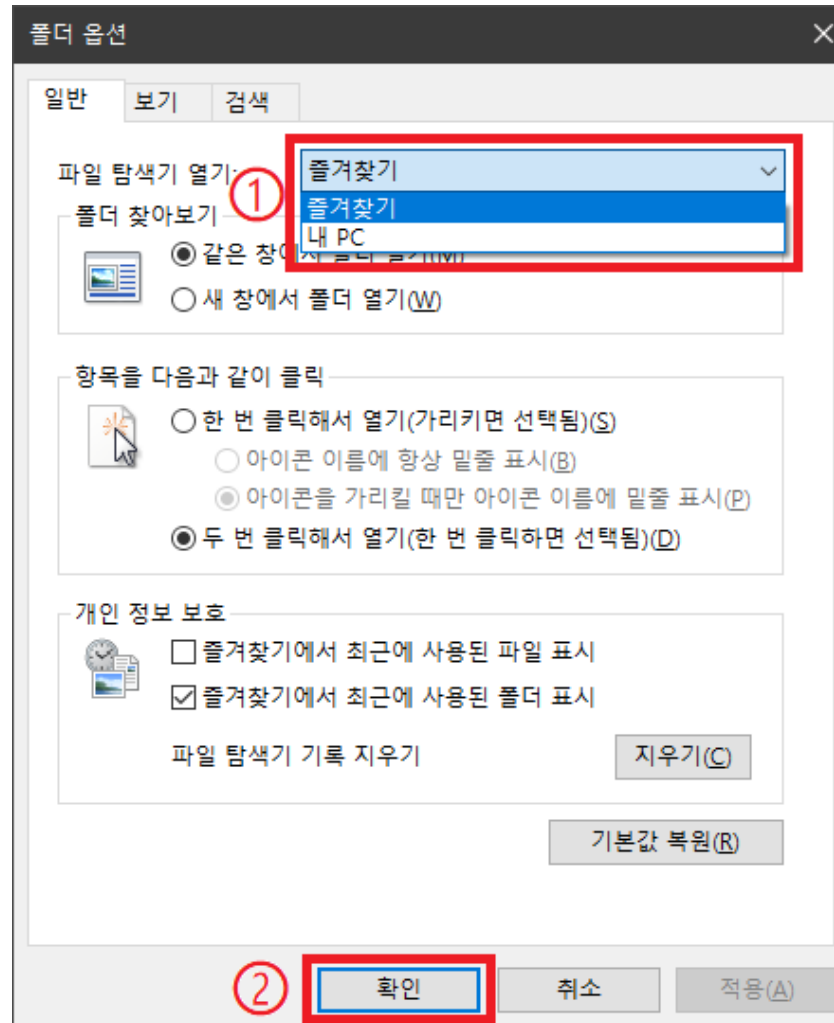 폴더 옵션
일반 보기 검색
파일 탐색기 열기:
즐겨찾기
①
즐겨찾기
내 PC
폴더 찾아보기
같은 창에서 폴더 열기(M)
새 창에서 폴더 열기(W)
항목을 다음과 같이 클릭
한 번 클릭해서 열기(가리키면 선택됨)(S)
아이콘 이름에 항상 밑줄 표시(B)
아이콘을 가리킬 때만 아이콘 이름에 밑줄 표시(P)
두 번 클릭해서 열기(한 번 클릭하면 선택됨)(D)
개인 정보 보호
즐겨찾기에서 최근에 사용된 파일 표시
즐겨찾기에서 최근에 사용된 폴더 표시
파일 탐색기 기록 지우기 지우기(C)
기본값 복원(R)
② 확인 취소 적용(A)